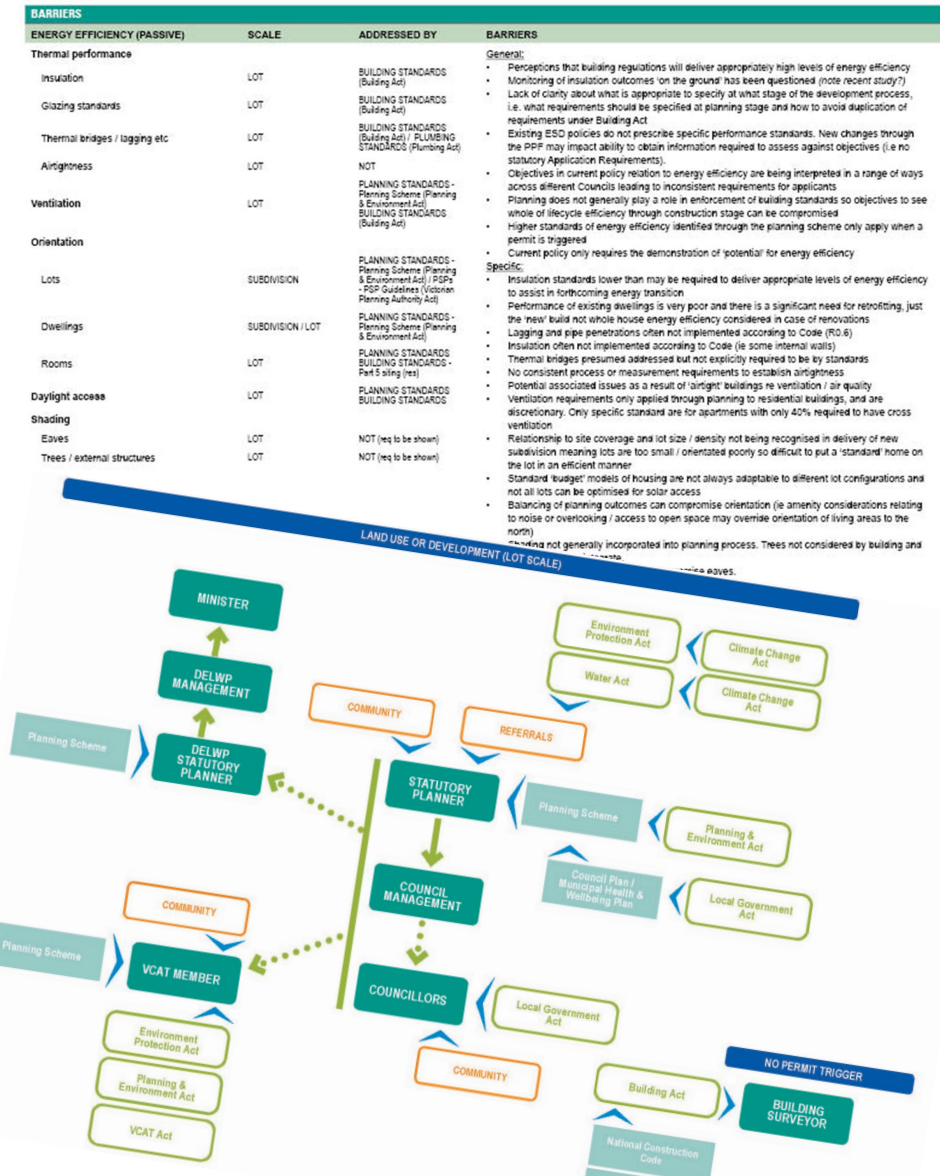 BARRIERS
ENERGY EFFICIENCY (PASSIVE) SCALE ADDRESSED BY BARRIERS
Thermal performance
Insulation LOT BUILDING STANDARDS
(Building Act)
Glazing standards LOT BUILDING STANDARDS
(Building Act)
Thermal bridges / lagging etc LOT BUILDING STANDARDS
(Building Act) / PLUMBING
STANDARDS (Plumbing Act)
Airtightness LOT NOT
Ventilation LOT PLANNING STANDARDS -
Planning Scheme (Planning
& Environment Act)
BUILDING STANDARDS
(Building Act)
Orientation
Lots SUBDIVISION PLANNING STANDARDS -
Planning Scheme (Planning
& Environment Act) / PSPs
- PSP Guidelines (Victorian
Planning Authority Act)
Dwellings SUBDIVISION / LOT PLANNING STANDARDS -
Planning Scheme (Planning
& Environment Act)
Rooms LOT PLANNING STANDARDS
BUILDING STANDARDS -
Part 5 siting (res)
Daylight access LOT PLANNING STANDARDS
BUILDING STANDARDS
Shading
Eaves LOT NOT (req to be shown)
Trees / external structures LOT NOT (req to be shown)
General:
• Perceptions that building regulations will deliver appropriately high levels of energy efficiency
• Monitoring of insulation outcomes 'on the ground' has been questioned (note recent study?)
• Lack of clarity about what is appropriate to specify at what stage of the development process,
i.e. what requirements should be specified at planning stage and how to avoid duplication of
requirements under Building Act
• Existing ESD policies do not prescribe specific performance standards. New changes through
the PPF may impact ability to obtain information required to assess against objectives (i.e no
statutory Application Requirements).
• Objectives in current policy relation to energy efficiency are being interpreted in a range of ways
across different Councils leading to inconsistent requirements for applicants
• Planning does not generally play a role in enforcement of building standards so objectives to see
whole of lifecycle efficiency through construction stage can be compromised
• Higher standards of energy efficiency identified through the planning scheme only apply when a
permit is triggered
• Current policy only requires the demonstration of 'potential' for energy efficiency
Specific:
• Insulation standards lower than may be required to deliver appropriate levels of energy efficiency
to assist in forthcoming energy transition
• Performance of existing dwellings is very poor and there is a significant need for retrofitting, just
the 'new' build not whole house energy efficiency considered in case of renovations
• Lagging and pipe penetrations often not implemented according to Code (R0.6)
• Insulation often not implemented according to Code (ie some internal walls)
• Thermal bridges presumed addressed but not explicitly required to be by standards
• No consistent process or measurement requirements to establish airtightness
• Potential associated issues as a result of 'airtight' buildings re ventilation / air quality
• Ventilation requirements only applied through planning to residential buildings, and are
discretionary. Only specific standard are for apartments with only 40% required to have cross
ventilation
• Relationship to site coverage and lot size / density not being recognised in delivery of new
subdivision meaning lots are too small / orientated poorly so difficult to put a 'standard' home on
the lot in an efficient manner
• Standard 'budget' models of housing are not always adaptable to different lot configurations and
not all lots can be optimised for solar access
• Balancing of planning outcomes can compromise orientation (ie amenity considerations relating
to noise or overlooking / access to open space may override orientation of living areas to the
north)
Shading not generally incorporated into planning process. Trees not considered by building and
eaves.
LAND USE OR DEVELOPMENT (LOT SCALE)
MINISTER
DELWP
MANAGEMENT
DELWP
STATUTORY
PLANNER
Planning Scheme
COMMUNITY
REFERRALS
Environment
Protection Act
Climate Change
Act
Water Act
Climate Change
Act
STATUTORY
PLANNER
Planning Scheme
Planning &
Environment Act
COUNCIL
MANAGEMENT
Council Plan /
Municipal Health &
Wellbeing Plan
Local Government
Act
COUNCILLORS
Local Government
Act
COMMUNITY
COMMUNITY
Planning Scheme
VCAT MEMBER
Environment
Protection Act
Planning &
Environment Act
VCAT Act
NO PERMIT TRIGGER
Building Act
BUILDING
SURVEYOR
National Construction
Code